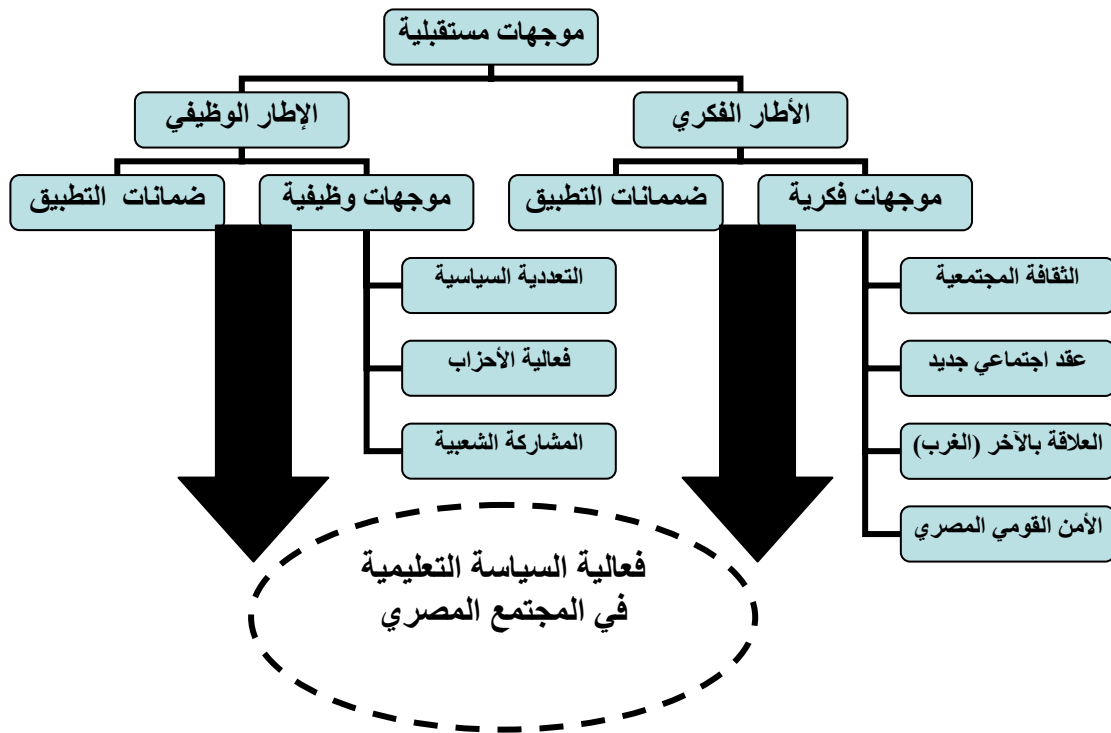 موجهات مستقبلية
الأطار الفكري
الإطار الوظيفي
موجهات فكرية
ضممانات التطبيق
موجهات وظيفية
ضمانات التطبيق
الثقافة المجتمعية
عقد اجتماعي جديد
العلاقة بالآخر (الغرب)
الأمن القومي المصري
التعددية السياسية
فعالية الأحزاب
المشاركة الشعبية
فعالية السياسة التعليمية
في المجتمع المصري